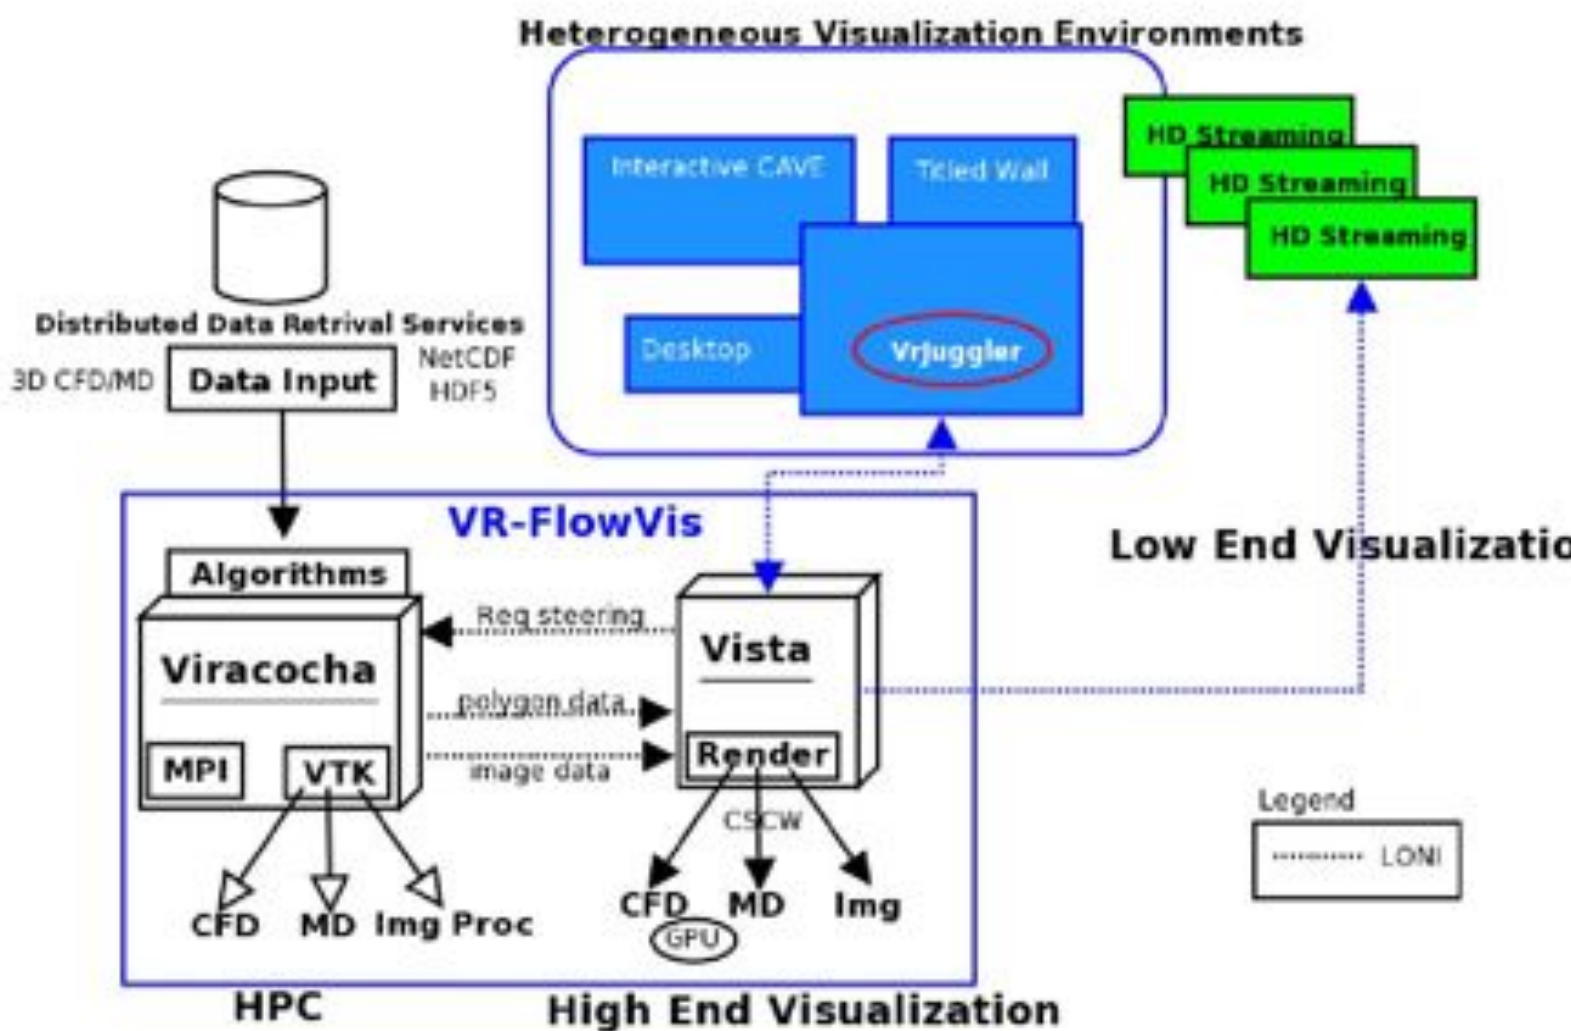 Heterogeneous Visualization Environments
Interactive CAVE
Titled Wall
HD Streaming
HD Streaming
HD Streaming
Desktop
VrJuggler
Distributed Data Retrival Services
3D CFD/MD
Data Input
NetCDF
HDF5
VR-FlowVis
Low End Visualizatio
Algorithms
Viracocha
MPI
VTK
Req steering
polygon data
image data
Vista
Render
CSCW
CFD
MD
Img Proc
CFD
MD
Img
GPU
Legend
LONI
HPC
High End Visualization